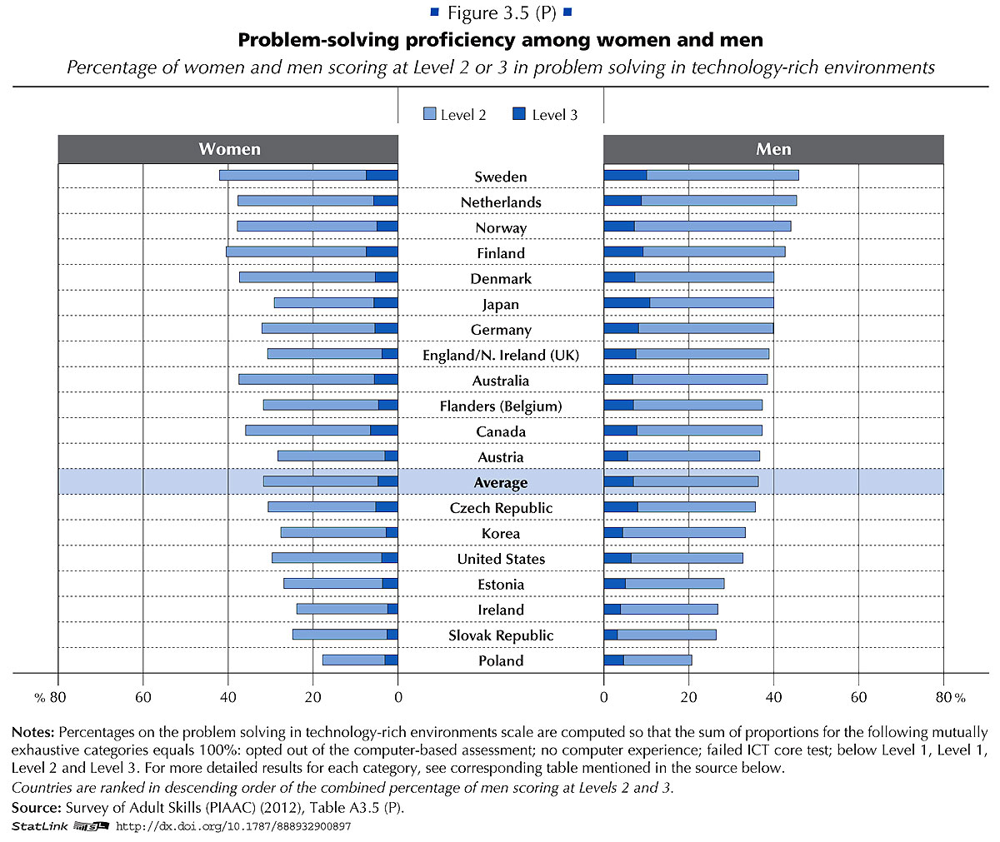 Figure 3.5 (P)
Problem-solving proficiency among women and men
Percentage of women and men scoring at Level 2 or 3 in problem solving in technology-rich environments
Level 2 Level 3
Women Men
Sweden
Netherlands
Norway
Finland
Denmark
Japan
Germany
England/N. Ireland (UK)
Australia
Flanders (Belgium)
Canada
Austria
Average
Czech Republic
Korea
United States
Estonia
Ireland
Slovak Republic
Poland
% 80 60 40 20 0 0 20 40 60 80 %
Notes: Percentages on the problem solving in technology-rich environments scale are computed so that the sum of proportions for the following mutually
exhaustive categories equals 100%: opted out of the computer-based assessment; no computer experience; failed ICT core test; below Level 1, Level 1,
Level 2 and Level 3. For more detailed results for each category, see corresponding table mentioned in the source below.
Countries are ranked in descending order of the combined percentage of men scoring at Levels 2 and 3.
Source: Survey of Adult Skills (PIAAC) (2012), Table A3.5 (P).
StatLink http://dx.doi.org/10.1787/888932900897